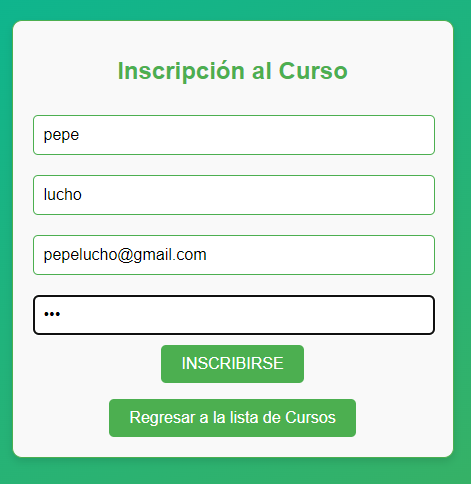 Inscripción al Curso
pepe
lucho
pepelucho@gmail.com
•••
INSCRIBIRSE
Regresar a la lista de Cursos